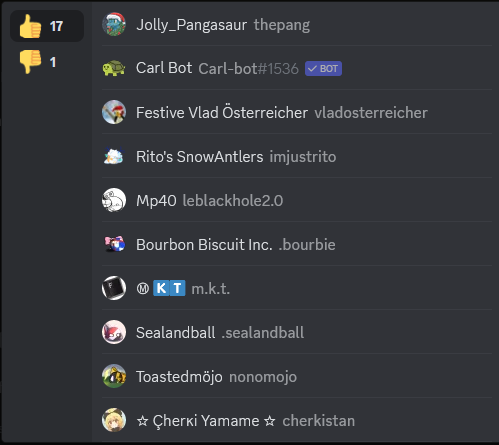 👍 17
👎 1
Jolly_Pangasaur thepang
Carl Bot Carl-bot#1536 ✓ BOT
Festive Vlad Österreicher vladosterreicher
Rito's SnowAntlers imjustrito
Mp40 leblackhole2.0
Bourbon Biscuit Inc. .bourbie
Ⓜ 🇰 🇹 m.k.t.
Sealandball .sealandball
Toastedmöjo nonomojo
☆ Çherкi Yamame ☆ cherkistan